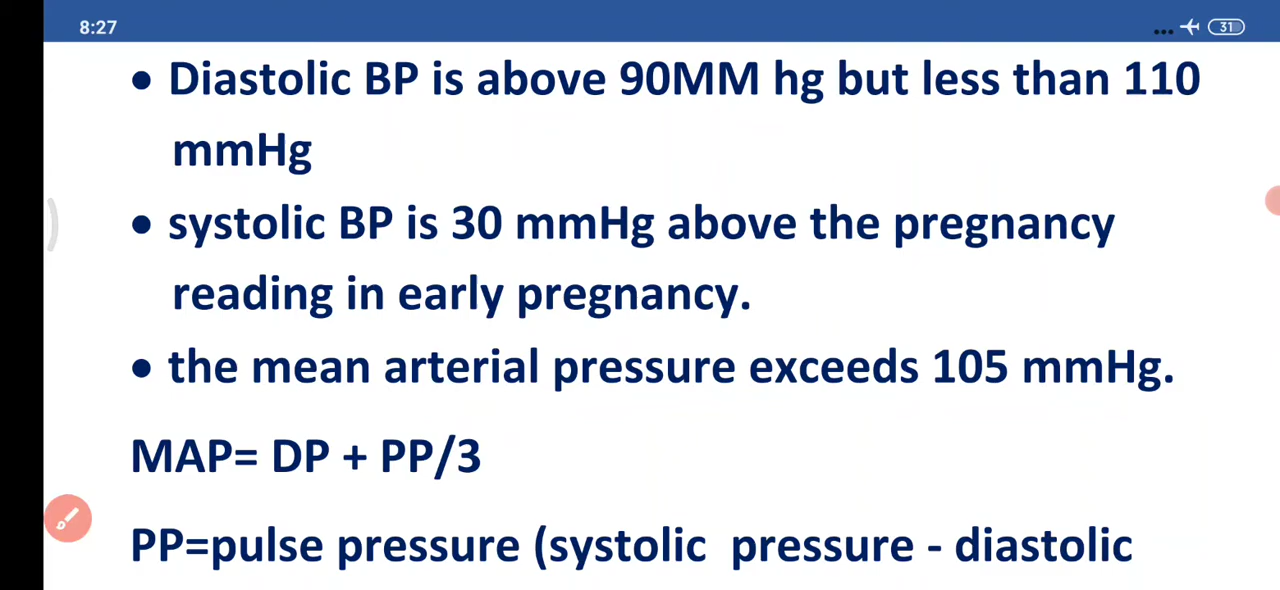 8:27
31
• Diastolic BP is above 90MM hg but less than 110
mmHg
• systolic BP is 30 mmHg above the pregnancy
reading in early pregnancy.
• the mean arterial pressure exceeds 105 mmHg.
MAP= DP + PP/3
PP=pulse pressure (systolic pressure - diastolic